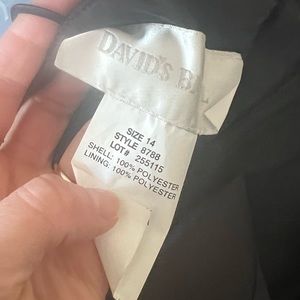 DAVID'S B
SIZE 14
STYLE 8788
LOT# 255115
SHELL: 100% POLYESTER
LINING: 100% POLYESTER